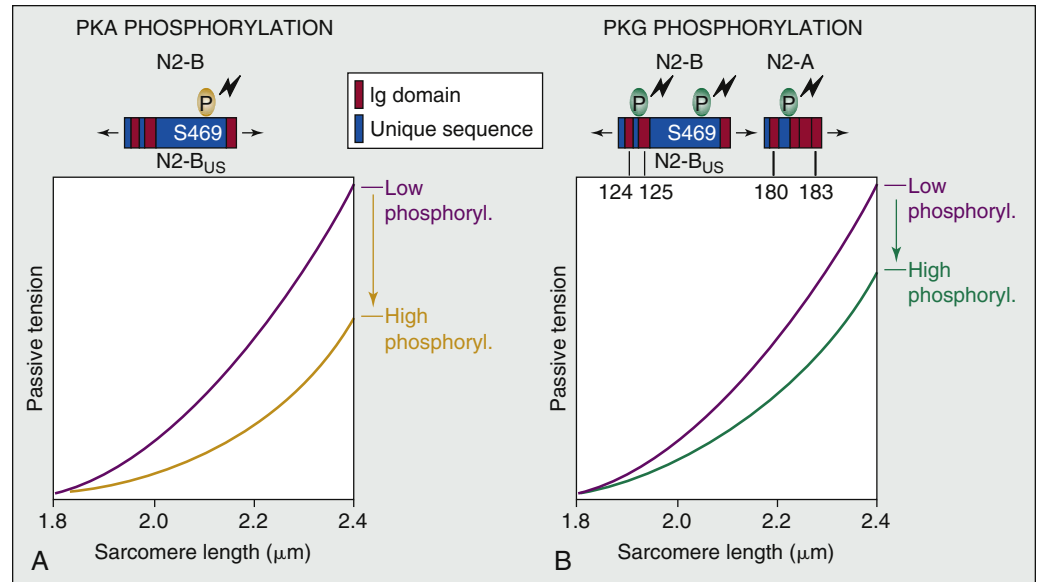 PKA PHOSPHORYLATION
N2-B
P
S469
N2-B_US
Ig domain
Unique sequence
Low
phosphoryl.
High
phosphoryl.
Passive tension
1.8 2.0 2.2 2.4
Sarcomere length (μm)
A
PKG PHOSPHORYLATION
N2-B N2-A
P P P
S469
N2-B_US
124 125 180 183
Low
phosphoryl.
High
phosphoryl.
Passive tension
1.8 2.0 2.2 2.4
Sarcomere length (μm)
B